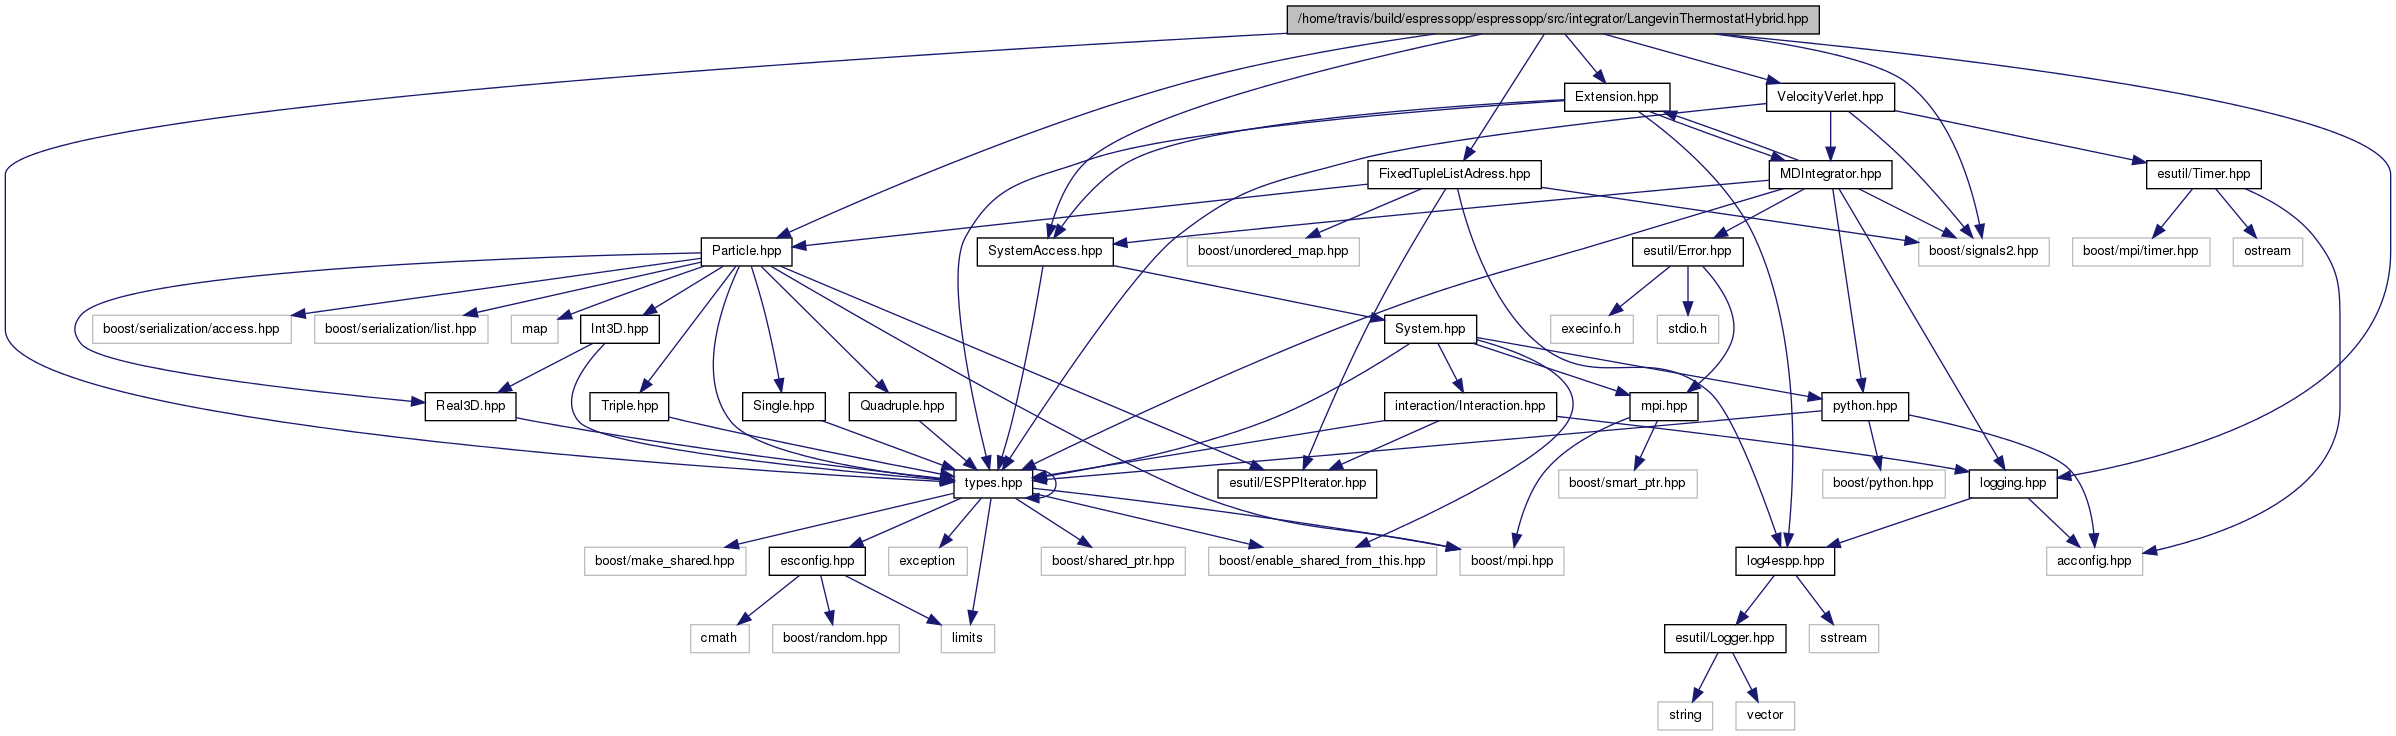 /home/travis/build/espressopp/espressopp/src/integrator/LangevinThermostatHybrid.hpp
Extension.hpp
VelocityVerlet.hpp
FixedTupleListAdress.hpp
MDIntegrator.hpp
esutil/Timer.hpp
Particle.hpp
SystemAccess.hpp
boost/unordered_map.hpp
esutil/Error.hpp
boost/signals2.hpp
boost/mpi/timer.hpp
ostream
boost/serialization/access.hpp
boost/serialization/list.hpp
map
Int3D.hpp
System.hpp
execinfo.h
stdio.h
Real3D.hpp
Triple.hpp
Single.hpp
Quadruple.hpp
interaction/Interaction.hpp
mpi.hpp
python.hpp
types.hpp
esutil/ESPPIterator.hpp
boost/smart_ptr.hpp
boost/python.hpp
logging.hpp
boost/make_shared.hpp
esconfig.hpp
exception
boost/shared_ptr.hpp
boost/enable_shared_from_this.hpp
boost/mpi.hpp
log4espp.hpp
acconfig.hpp
cmath
boost/random.hpp
limits
esutil/Logger.hpp
sstream
string
vector